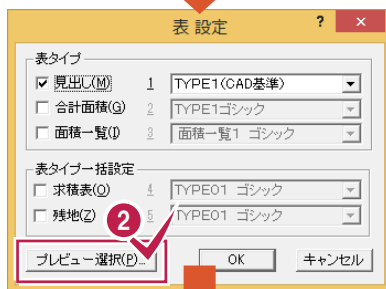 表 設定 ? ×
表タイプ
見出し(M) 1 TYPE1(CAD基準)
合計面積(G) 2 TYPE1ゴシック
面積一覧(I) 3 面積一覧1 ゴシック
表タイプ一括設定
求積表(O) 4 TYPE01 ゴシック
残地(Z) 5 TYPE01 ゴシック
2
プレビュー選択(P)... OK キャンセル